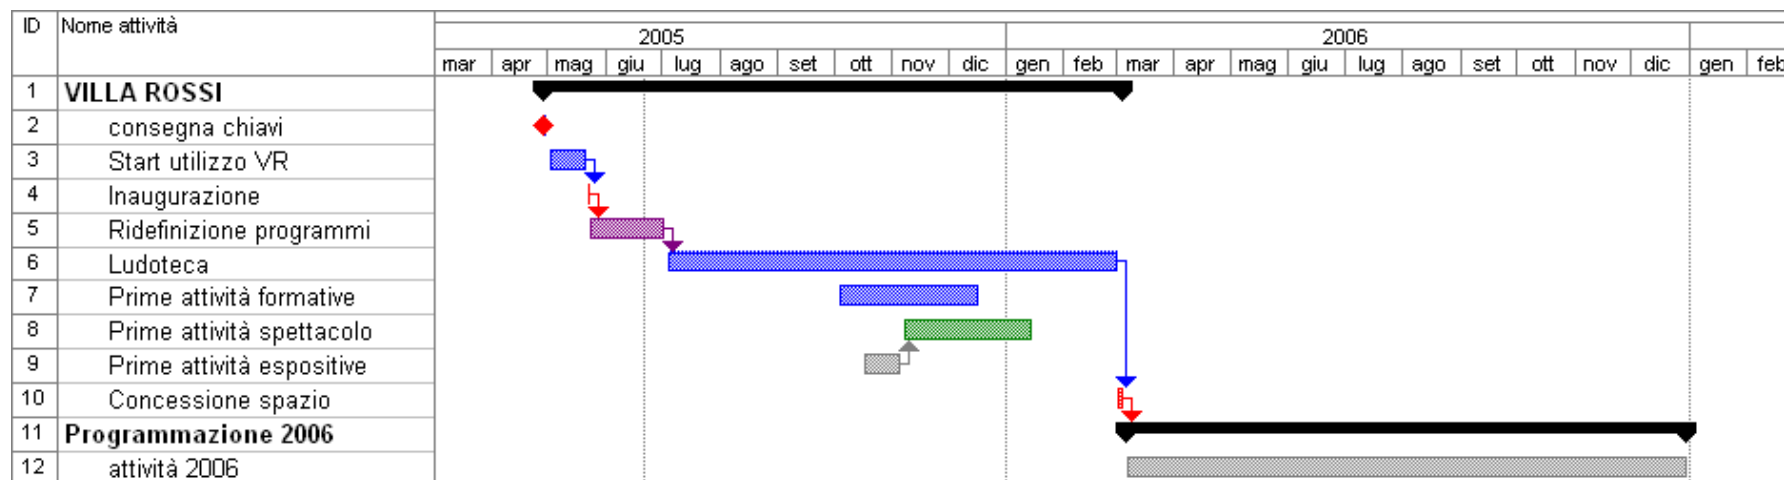 ID Nome attività
2005 2006
mar apr mag giu lug ago set ott nov dic gen feb mar apr mag giu lug ago set ott nov dic gen feb
1 VILLA ROSSI
2 consegna chiavi
3 Start utilizzo VR
4 Inaugurazione
5 Ridefinizione programmi
6 Ludoteca
7 Prime attività formative
8 Prime attività spettacolo
9 Prime attività espositive
10 Concessione spazio
11 Programmazione 2006
12 attività 2006